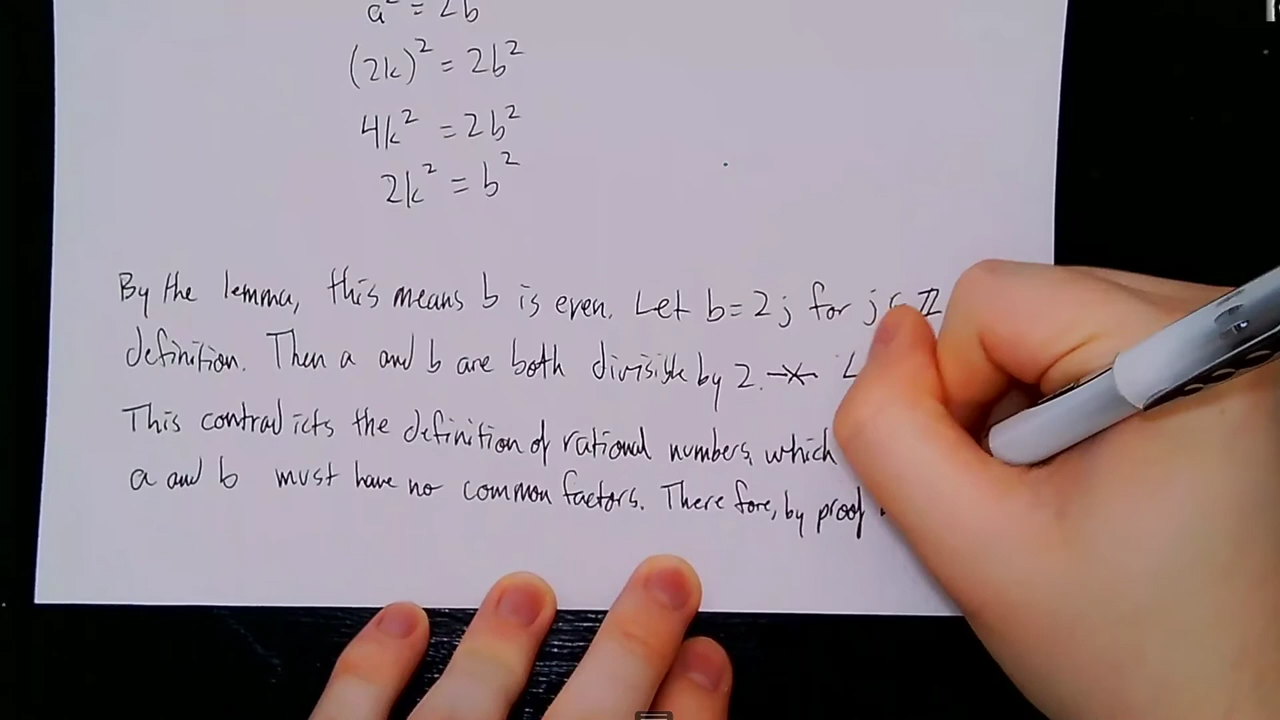 a² = 2b
(2k)² = 2b²
4k² = 2b²
2k² = b²
By the lemma, this means b is even. Let b = 2j for j ∈ ℤ
definition. Then a and b are both divisible by 2.
This contradicts the definition of rational numbers, which
a and b must have no common factors. Therefore, by proof